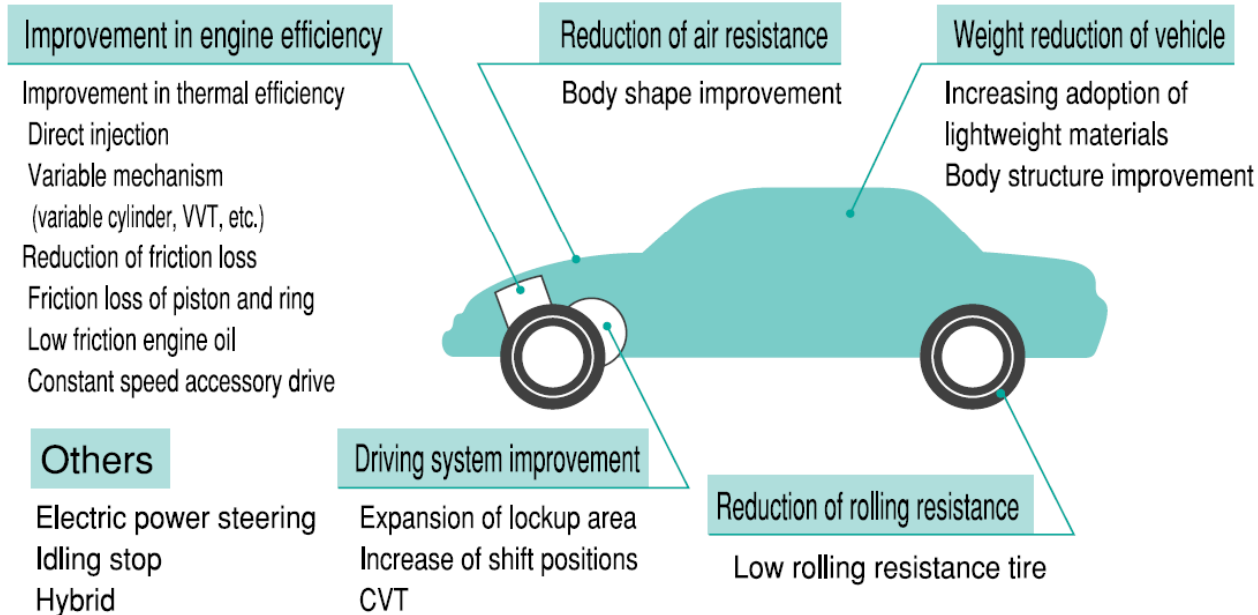 Improvement in engine efficiency
Improvement in thermal efficiency
Direct injection
Variable mechanism
(variable cylinder, VVT, etc.)
Reduction of friction loss
Friction loss of piston and ring
Low friction engine oil
Constant speed accessory drive
Reduction of air resistance
Body shape improvement
Weight reduction of vehicle
Increasing adoption of
lightweight materials
Body structure improvement
Others
Electric power steering
Idling stop
Hybrid
Driving system improvement
Expansion of lockup area
Increase of shift positions
CVT
Reduction of rolling resistance
Low rolling resistance tire